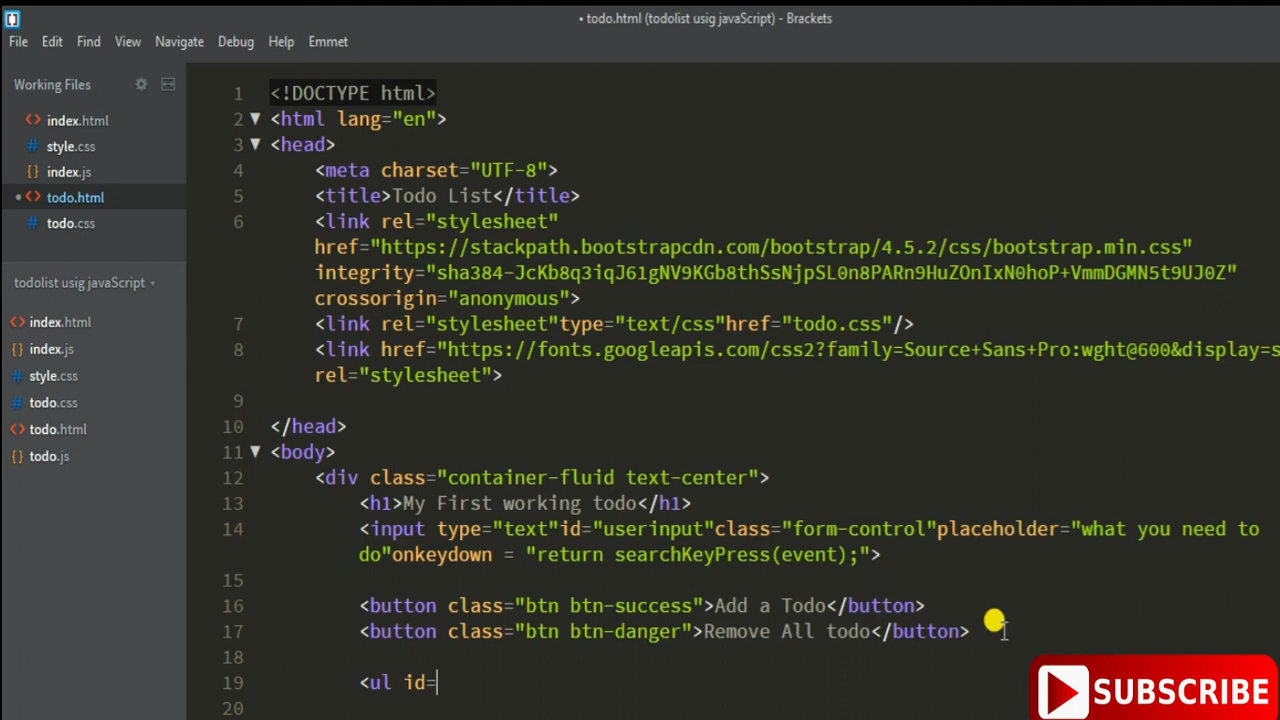 • todo.html (todolist usig javaScript) - Brackets
File Edit Find View Navigate Debug Help Emmet
Working Files
<> index.html
# style.css
{} index.js
• <> todo.html
# todo.css
todolist usig javaScript
<> index.html
{} index.js
# style.css
# todo.css
<> todo.html
{} todo.js
1 <!DOCTYPE html>
2 ▼ <html lang="en">
3 ▼ <head>
4 <meta charset="UTF-8">
5 <title>Todo List</title>
6 <link rel="stylesheet"
href="https://stackpath.bootstrapcdn.com/bootstrap/4.5.2/css/bootstrap.min.css"
integrity="sha384-JcKb8q3iqJ61gNV9KGb8thSsNjpSL0n8PARn9HuZOnIxN0hoP+VmmDGMN5t9UJ0Z"
crossorigin="anonymous">
7 <link rel="stylesheet"type="text/css"href="todo.css"/>
8 <link href="https://fonts.googleapis.com/css2?family=Source+Sans+Pro:wght@600&display=s
rel="stylesheet">
9
10 </head>
11 ▼ <body>
12 <div class="container-fluid text-center">
13 <h1>My First working todo</h1>
14 <input type="text"id="userinput"class="form-control"placeholder="what you need to
do"onkeydown = "return searchKeyPress(event);">
15
16 <button class="btn btn-success">Add a Todo</button>
17 <button class="btn btn-danger">Remove All todo</button>
18
19 <ul id=
20
SUBSCRIBE